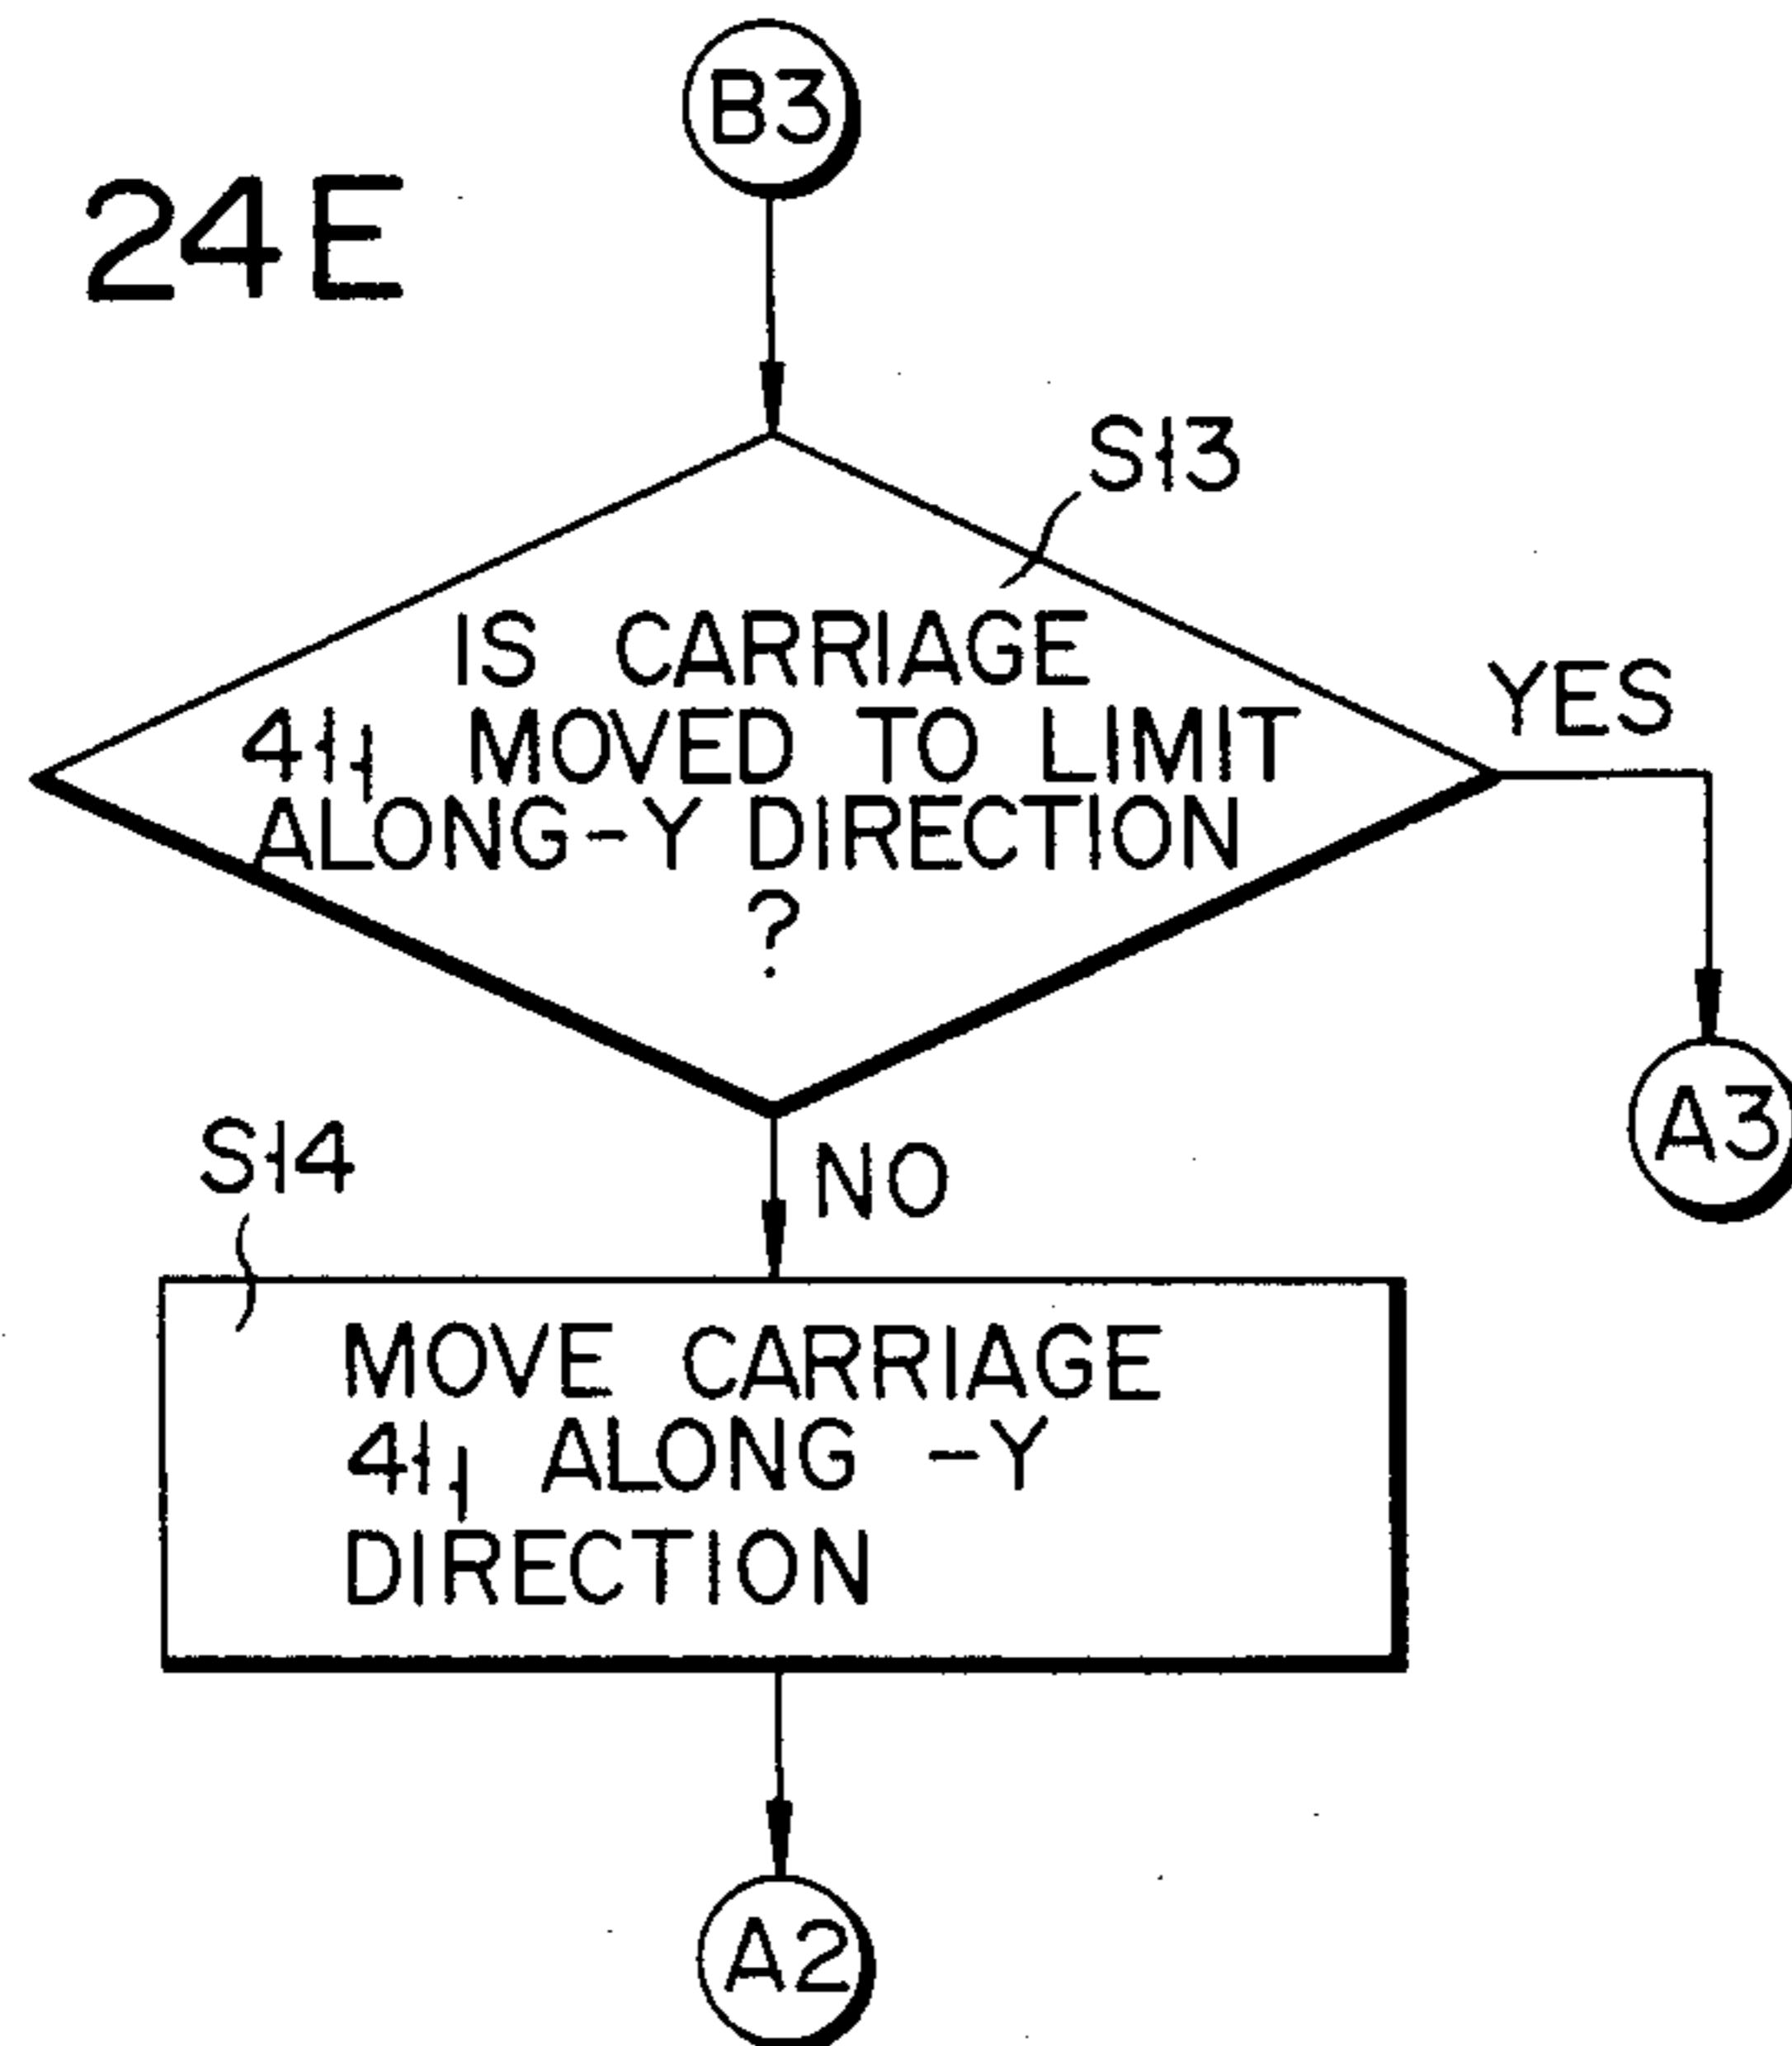 B3
24E
S13
IS CARRIAGE
41₁ MOVED TO LIMIT
ALONG-Y DIRECTION
?
YES
A3
NO
S14
MOVE CARRIAGE
41₁ ALONG -Y
DIRECTION
A2